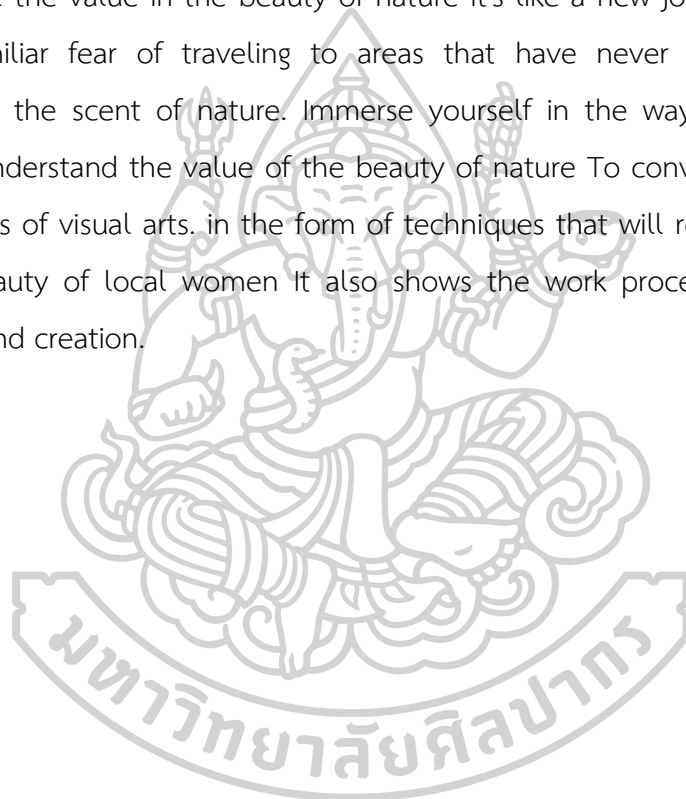 the value in the beauty of nature it's like a new jo
iliar fear of traveling to areas that have never
the scent of nature. Immerse yourself in the way
nderstand the value of the beauty of nature To conv
s of visual arts. in the form of techniques that will r
auty of local women It also shows the work proce
nd creation.
มหาวิทยาลัยศิลปากร